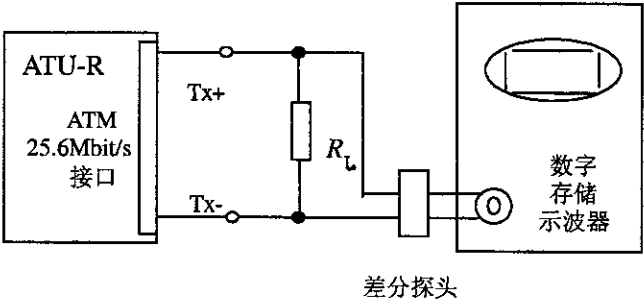 ATU-R
ATM
25.6Mbit/s
接口
Tx+
R_L
Tx-
数字
存储
示波器
差分探头